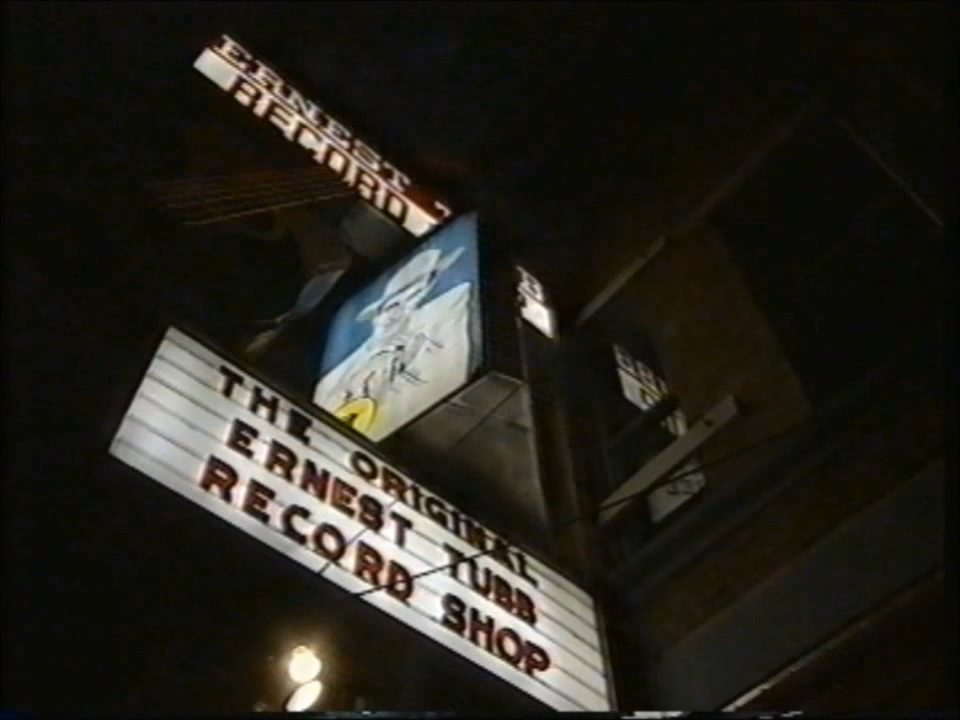 ERNEST
RECORD
THE ORIGINAL
ERNEST TUBB
RECORD SHOP